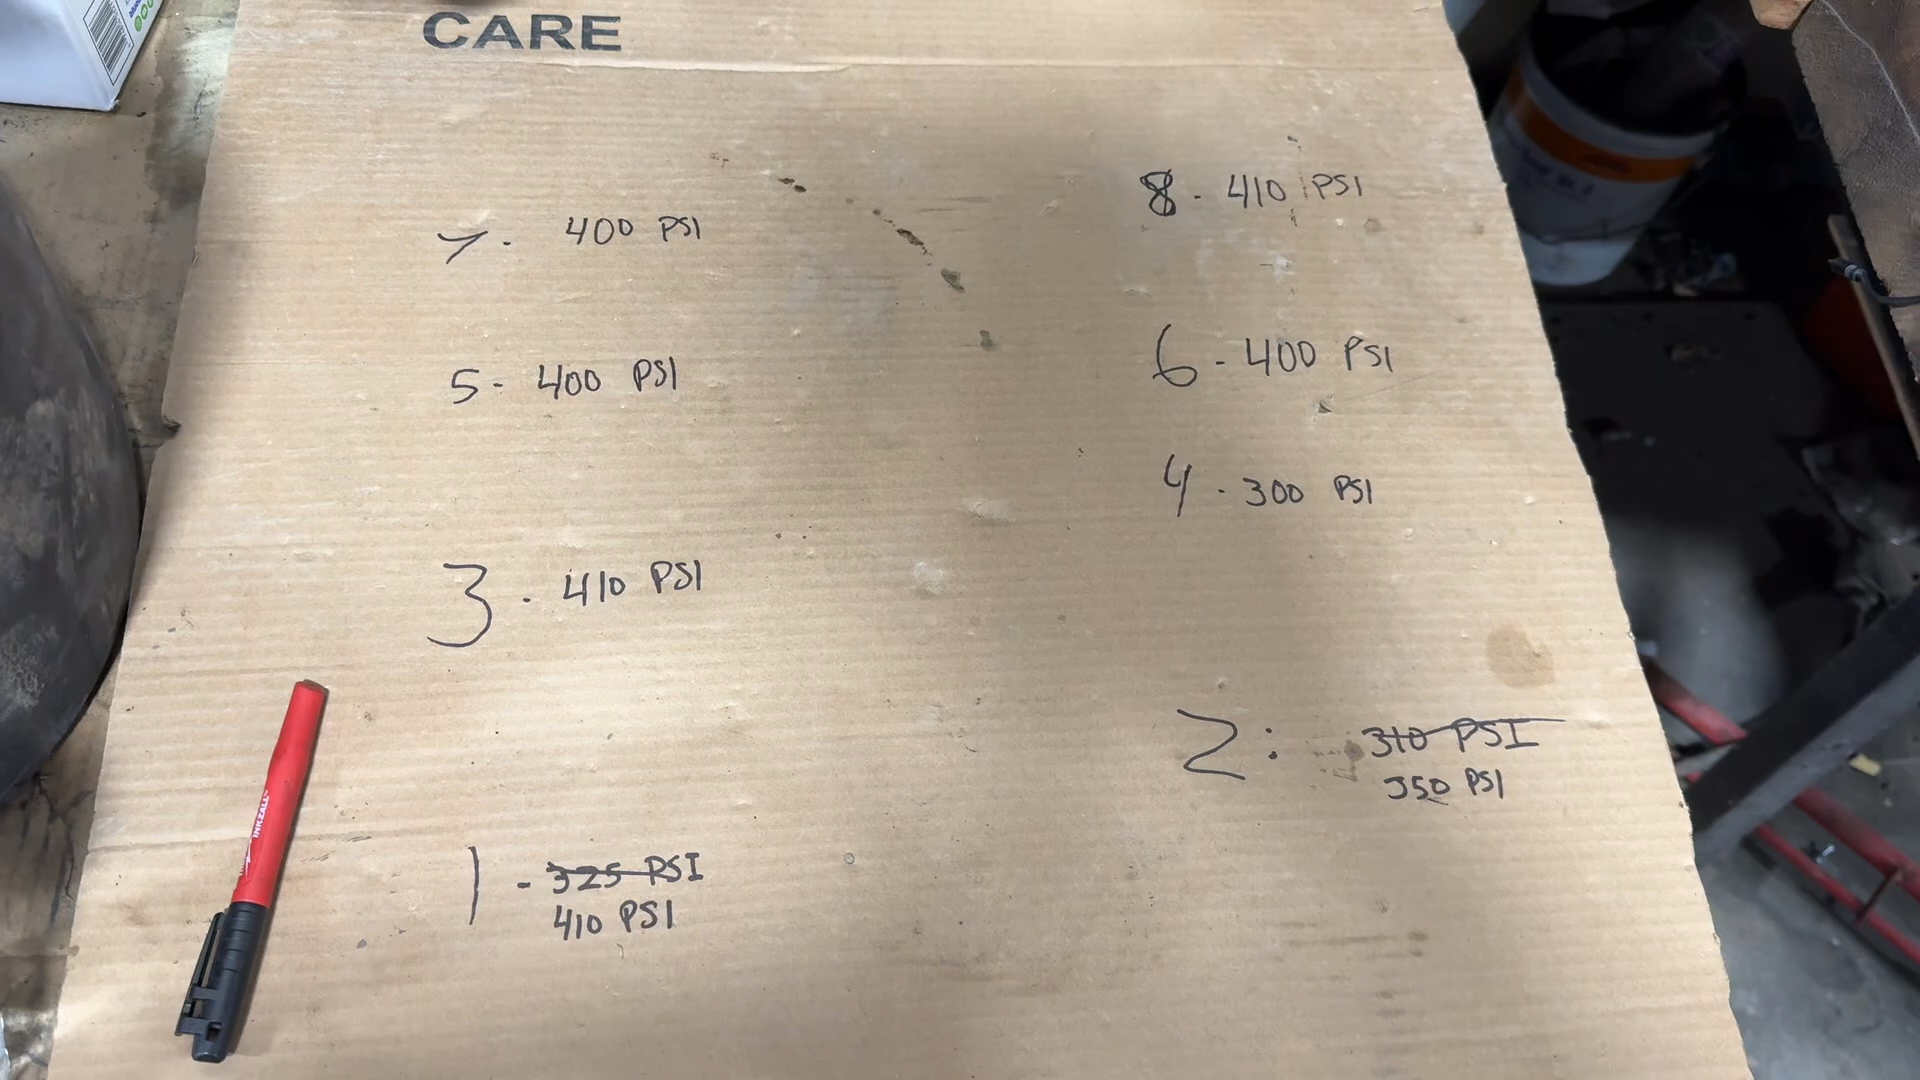 CARE
7- 400 PSI
8- 410 PSI
5- 400 PSI
6- 400 PSI
4- 300 PSI
3- 410 PSI
2: 310 PSI
350 PSI
1- 325 PSI
410 PSI
INKZALL